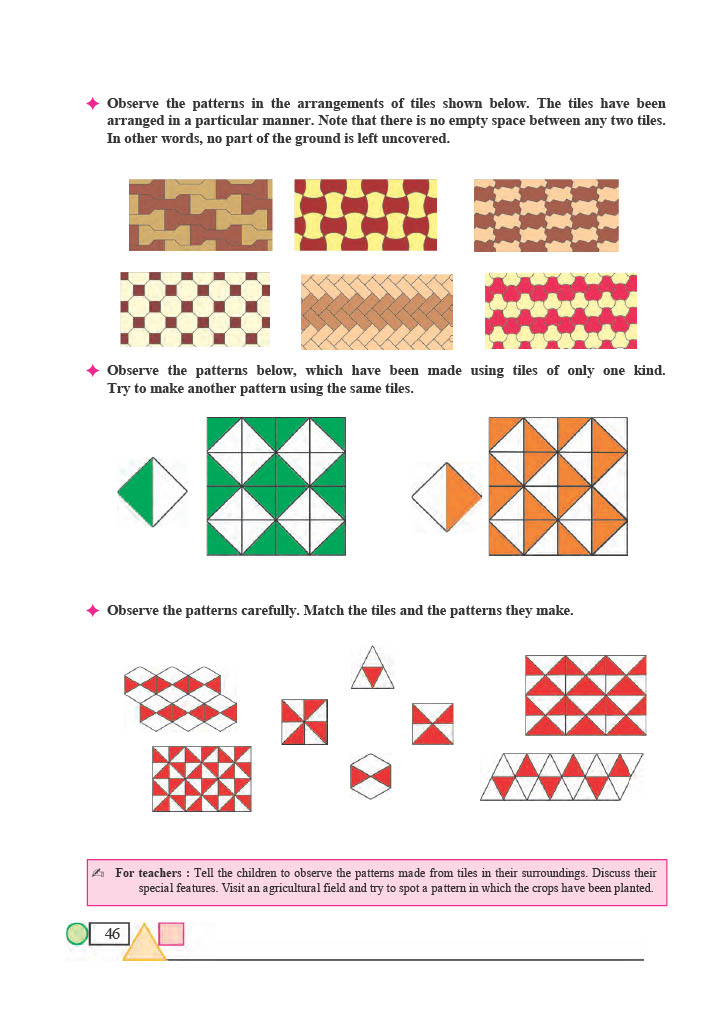 Observe the patterns in the arrangements of tiles shown below. The tiles have been
arranged in a particular manner. Note that there is no empty space between any two tiles.
In other words, no part of the ground is left uncovered.
Observe the patterns below, which have been made using tiles of only one kind.
Try to make another pattern using the same tiles.
Observe the patterns carefully. Match the tiles and the patterns they make.
For teachers : Tell the children to observe the patterns made from tiles in their surroundings. Discuss their
special features. Visit an agricultural field and try to spot a pattern in which the crops have been planted.
46